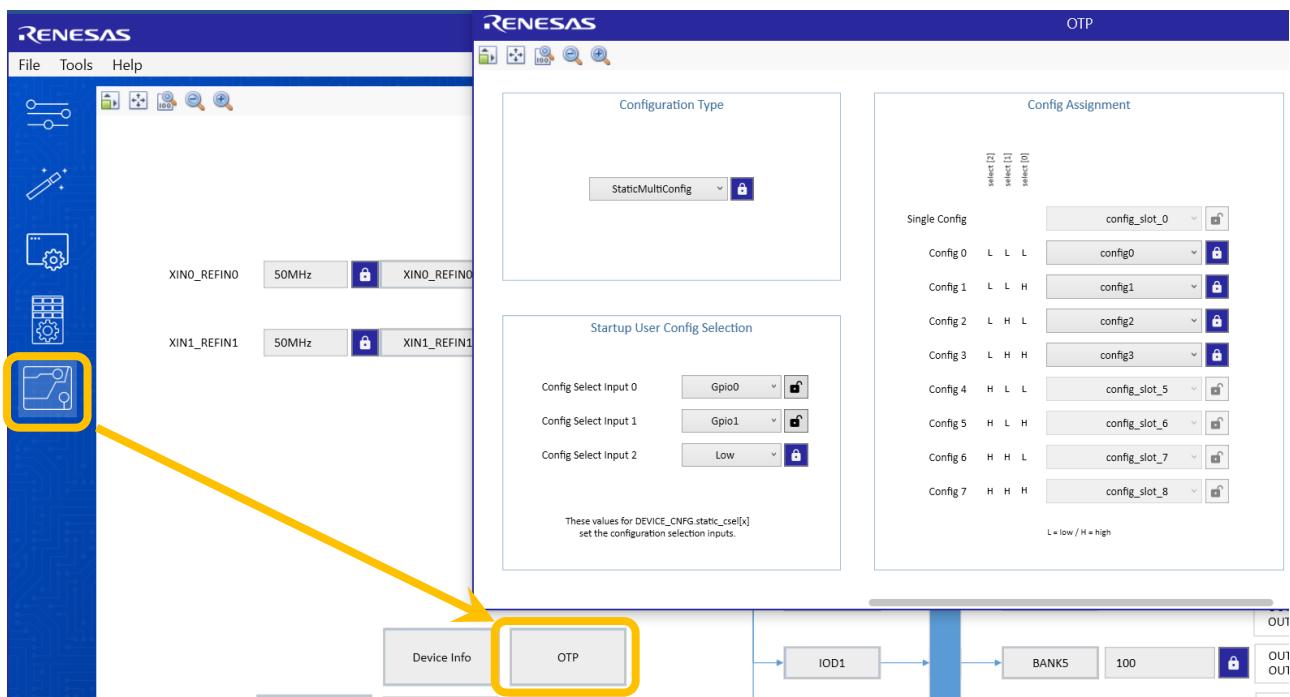 RENESAS
File Tools Help
XIN0_REFIN0 50MHz XIN0_REFIN0
XIN1_REFIN1 50MHz XIN1_REFIN1
Device Info OTP
IOD1 BANK5 100
RENESAS OTP
Configuration Type
StaticMultiConfig
Startup User Config Selection
Config Select Input 0 Gpio0
Config Select Input 1 Gpio1
Config Select Input 2 Low
These values for DEVICE_CNFG.static_csel[x]
set the configuration selection inputs.
Config Assignment
select [2] select [1] select [0]
Single Config config_slot_0
Config 0 L L L config0
Config 1 L L H config1
Config 2 L H L config2
Config 3 L H H config3
Config 4 H L L config_slot_5
Config 5 H L H config_slot_6
Config 6 H H L config_slot_7
Config 7 H H H config_slot_8
L = low / H = high